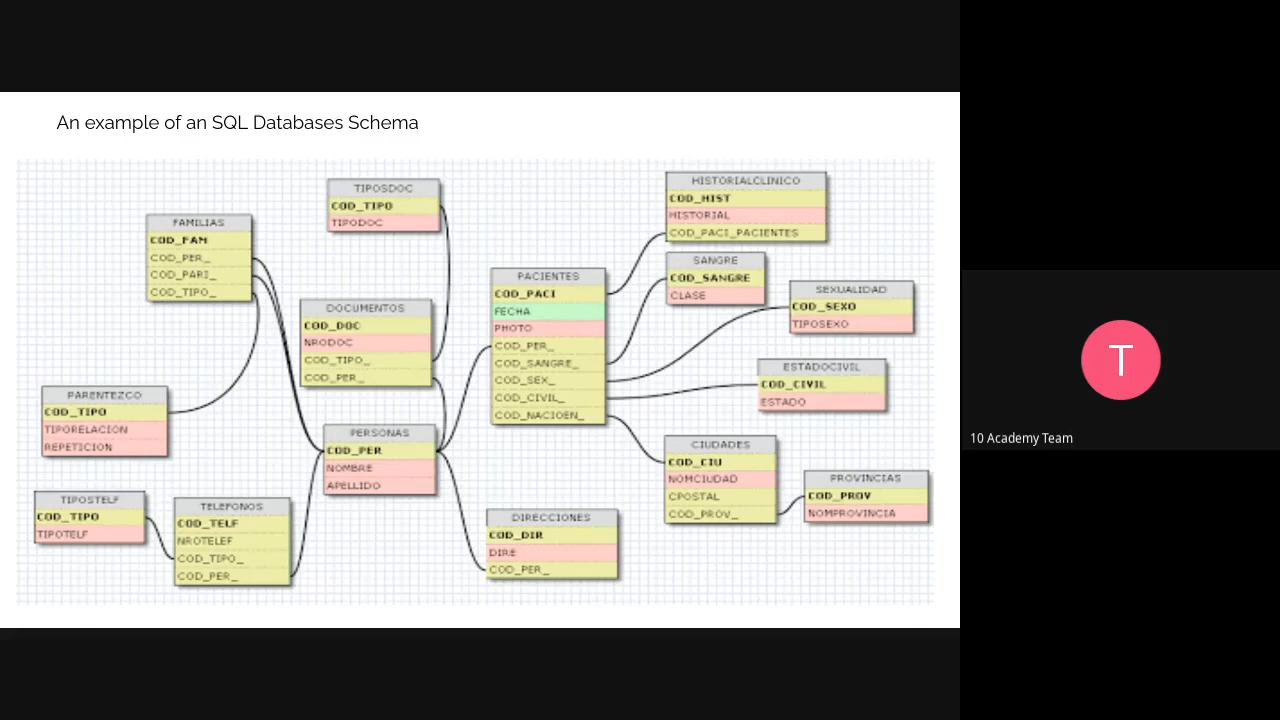 An example of an SQL Databases Schema
TIPOSDOC
COD_TIPO
TIPODOC
FAMILIAS
COD_FAM
COD_PER_
COD_PARI_
COD_TIPO_
DOCUMENTOS
COD_DOC
NRODOC
COD_TIPO_
COD_PER_
PARENTEZCO
COD_TIPO
TIPORELACION
REPETICION
PERSONAS
COD_PER
NOMBRE
APELLIDO
TIPOSTELF
COD_TIPO
TIPOTELF
TELEFONOS
COD_TELF
NROTELEF
COD_TIPO_
COD_PER_
PACIENTES
COD_PACI
FECHA
PHOTO
COD_PER_
COD_SANGRE_
COD_SEX_
COD_CIVIL_
COD_NACIOEN_
DIRECCIONES
COD_DIR
DIRE
COD_PER_
HISTORIALCLINICO
COD_HIST
HISTORIAL
COD_PACI_PACIENTES
SANGRE
COD_SANGRE
CLASE
SEXUALIDAD
COD_SEXO
TIPOSEXO
ESTADOCIVIL
COD_CIVIL
ESTADO
CIUDADES
COD_CIU
NOMCIUDAD
CPOSTAL
COD_PROV_
PROVINCIAS
COD_PROV
NOMPROVINCIA
T
10 Academy Team